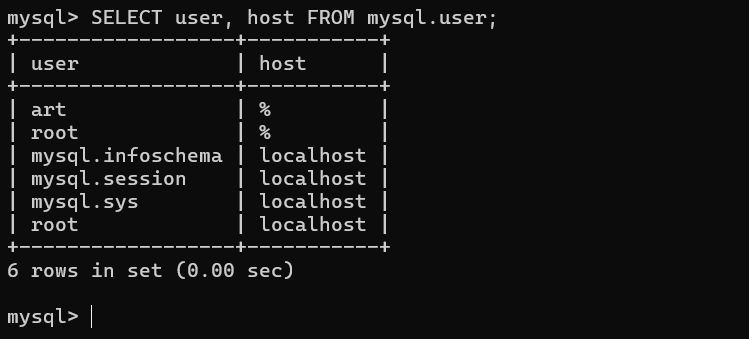 mysql> SELECT user, host FROM mysql.user;
+------------------+-----------+
| user             | host      |
+------------------+-----------+
| art              | %         |
| root             | %         |
| mysql.infoschema | localhost |
| mysql.session    | localhost |
| mysql.sys        | localhost |
| root             | localhost |
+------------------+-----------+
6 rows in set (0.00 sec)

mysql>